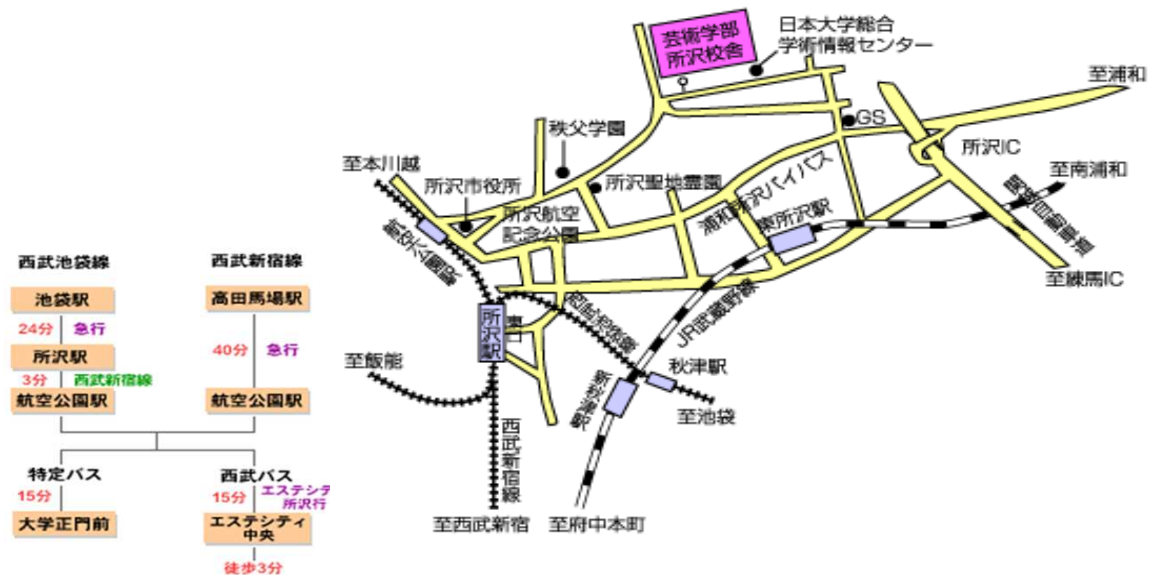 西武池袋線
西武新宿線
池袋駅
高田馬場駅
24分 急行
40分 急行
所沢駅
3分 西武新宿線
航空公園駅
航空公園駅
特定バス
西武バス
15分
15分 エステシテ
所沢行
大学正門前
エステシティ
中央
徒歩3分
芸術学部
所沢校舎
日本大学総合
学術情報センター
至浦和
GS
所沢IC
秩父学園
至本川越
所沢市役所
所沢聖地霊園
至南浦和
所沢航空
記念公園
浦和所沢バイパス
東所沢駅
関越自動車道
航空公園駅
至練馬IC
所沢駅
東口
西武池袋線
JR武蔵野線
至飯能
秋津駅
新秋津駅
至池袋
西武新宿線
至西武新宿
至府中本町